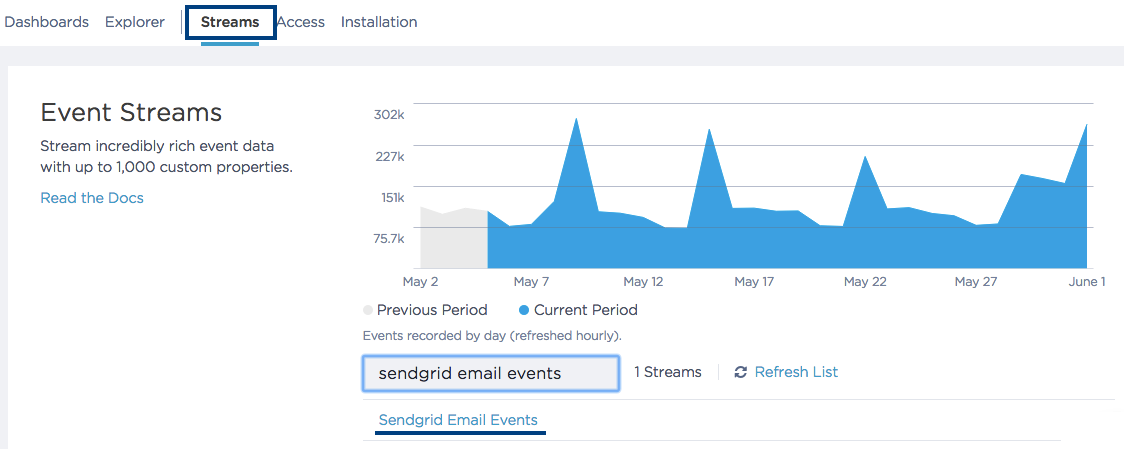 Dashboards Explorer Streams Access Installation
Event Streams
Stream incredibly rich event data
with up to 1,000 custom properties.
Read the Docs
302k
227k
151k
75.7k
May 2 May 7 May 12 May 17 May 22 May 27 June 1
Previous Period Current Period
Events recorded by day (refreshed hourly).
sendgrid email events 1 Streams Refresh List
Sendgrid Email Events